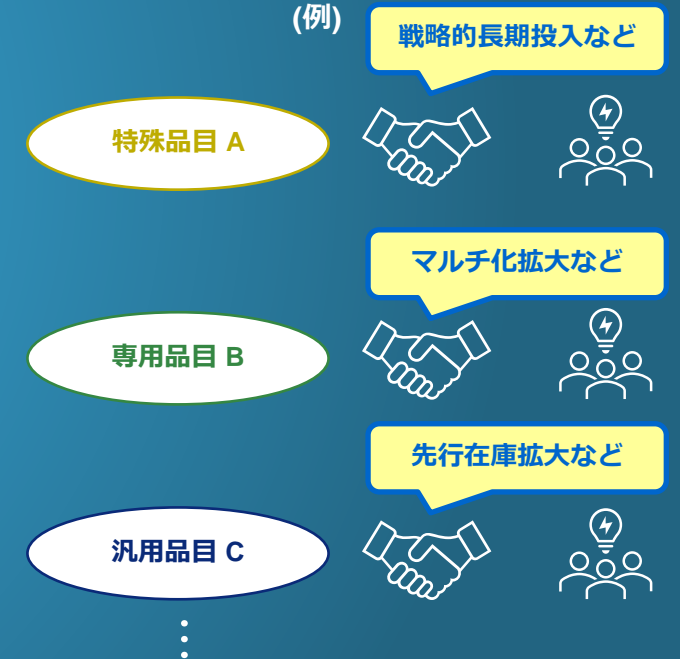 (例)
戦略的長期投入など
特殊品目 A
マルチ化拡大など
専用品目 B
先行在庫拡大など
汎用品目 C
⋮